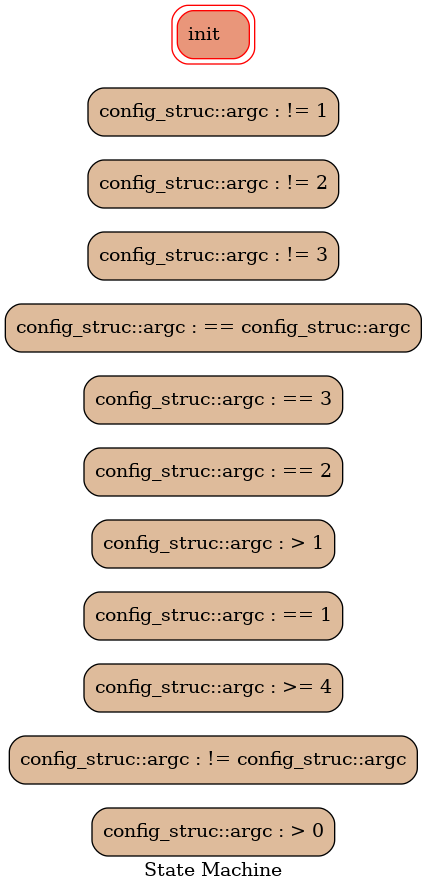 init
config_struc::argc : != 1
config_struc::argc : != 2
config_struc::argc : != 3
config_struc::argc : == config_struc::argc
config_struc::argc : == 3
config_struc::argc : == 2
config_struc::argc : > 1
config_struc::argc : == 1
config_struc::argc : >= 4
config_struc::argc : != config_struc::argc
config_struc::argc : > 0
State Machine